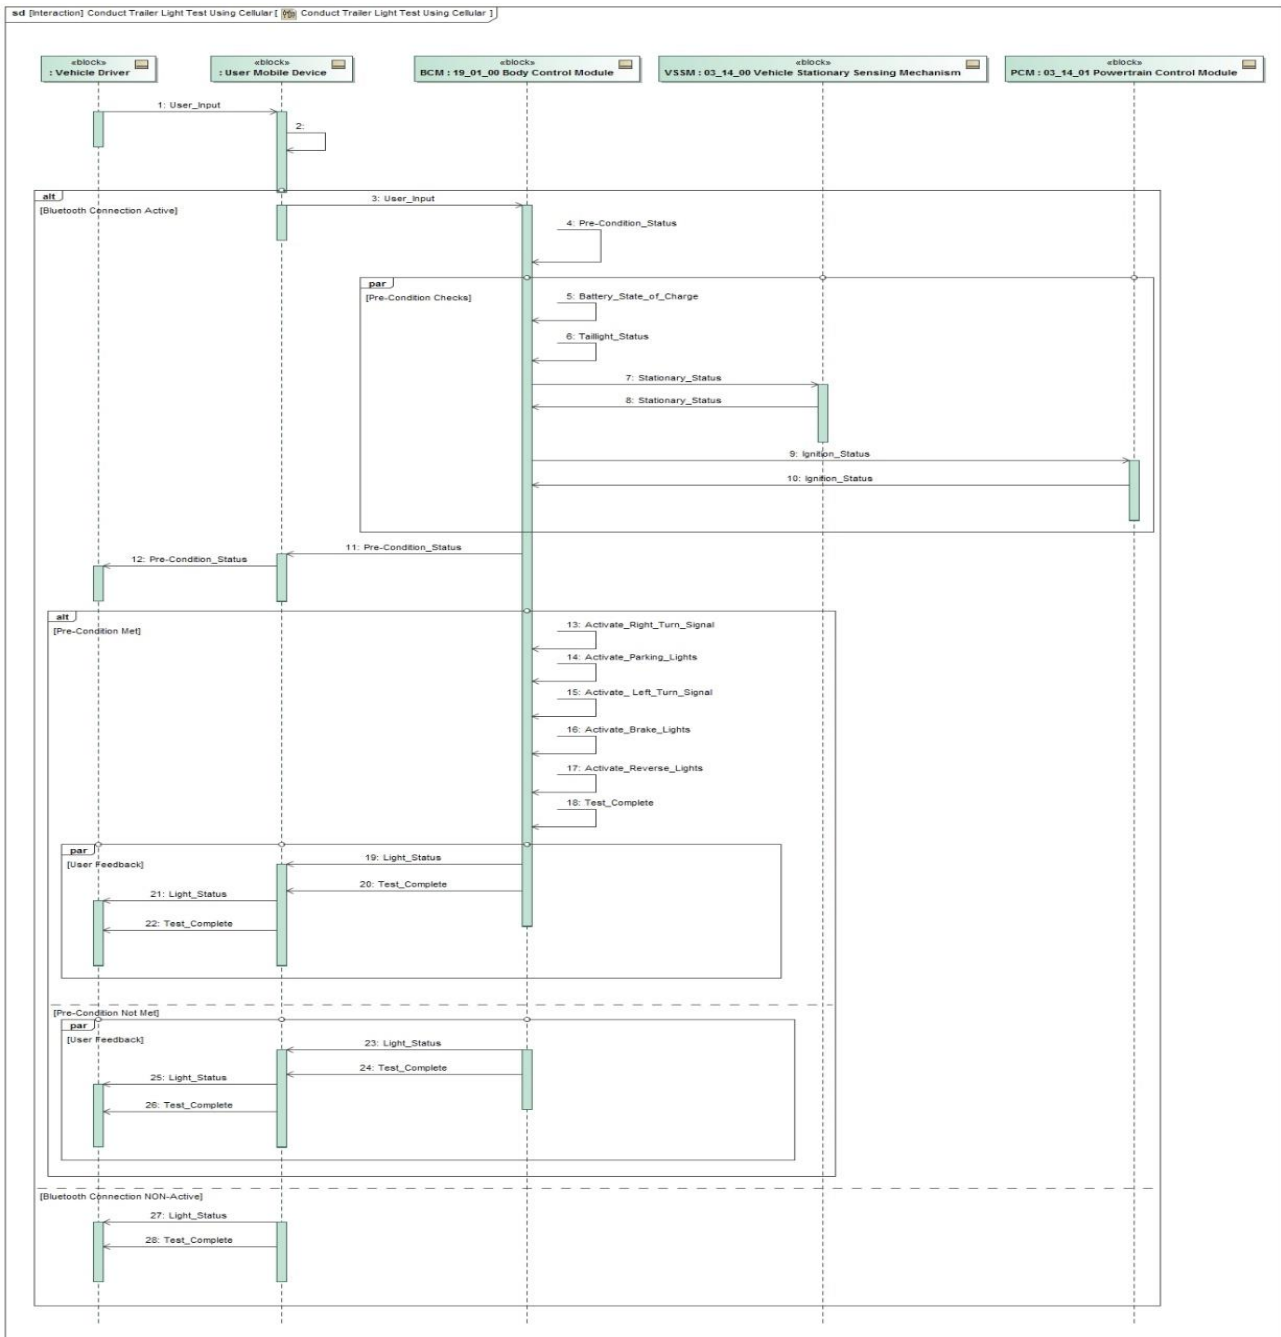 sd [Interaction] Conduct Trailer Light Test Using Cellular [ Conduct Trailer Light Test Using Cellular ]
«block»
: Vehicle Driver
«block»
: User Mobile Device
«block»
BCM : 19_01_00 Body Control Module
«block»
VSSM : 03_14_00 Vehicle Stationary Sensing Mechanism
«block»
PCM : 03_14_01 Powertrain Control Module
1: User_Input
2:
alt
[Bluetooth Connection Active]
3: User_Input
4: Pre-Condition_Status
par
[Pre-Condition Checks]
5: Battery_State_of_Charge
6: Taillight_Status
7: Stationary_Status
8: Stationary_Status
9: Ignition_Status
10: Ignition_Status
11: Pre-Condition_Status
12: Pre-Condition_Status
alt
[Pre-Condition Met]
13: Activate_Right_Turn_Signal
14: Activate_Parking_Lights
15: Activate_ Left_Turn_Signal
16: Activate_Brake_Lights
17: Activate_Reverse_Lights
18: Test_Complete
par
[User Feedback]
19: Light_Status
20: Test_Complete
21: Light_Status
22: Test_Complete
[Pre-Condition Not Met]
par
[User Feedback]
23: Light_Status
24: Test_Complete
25: Light_Status
26: Test_Complete
[Bluetooth Connection NON-Active]
27: Light_Status
28: Test_Complete